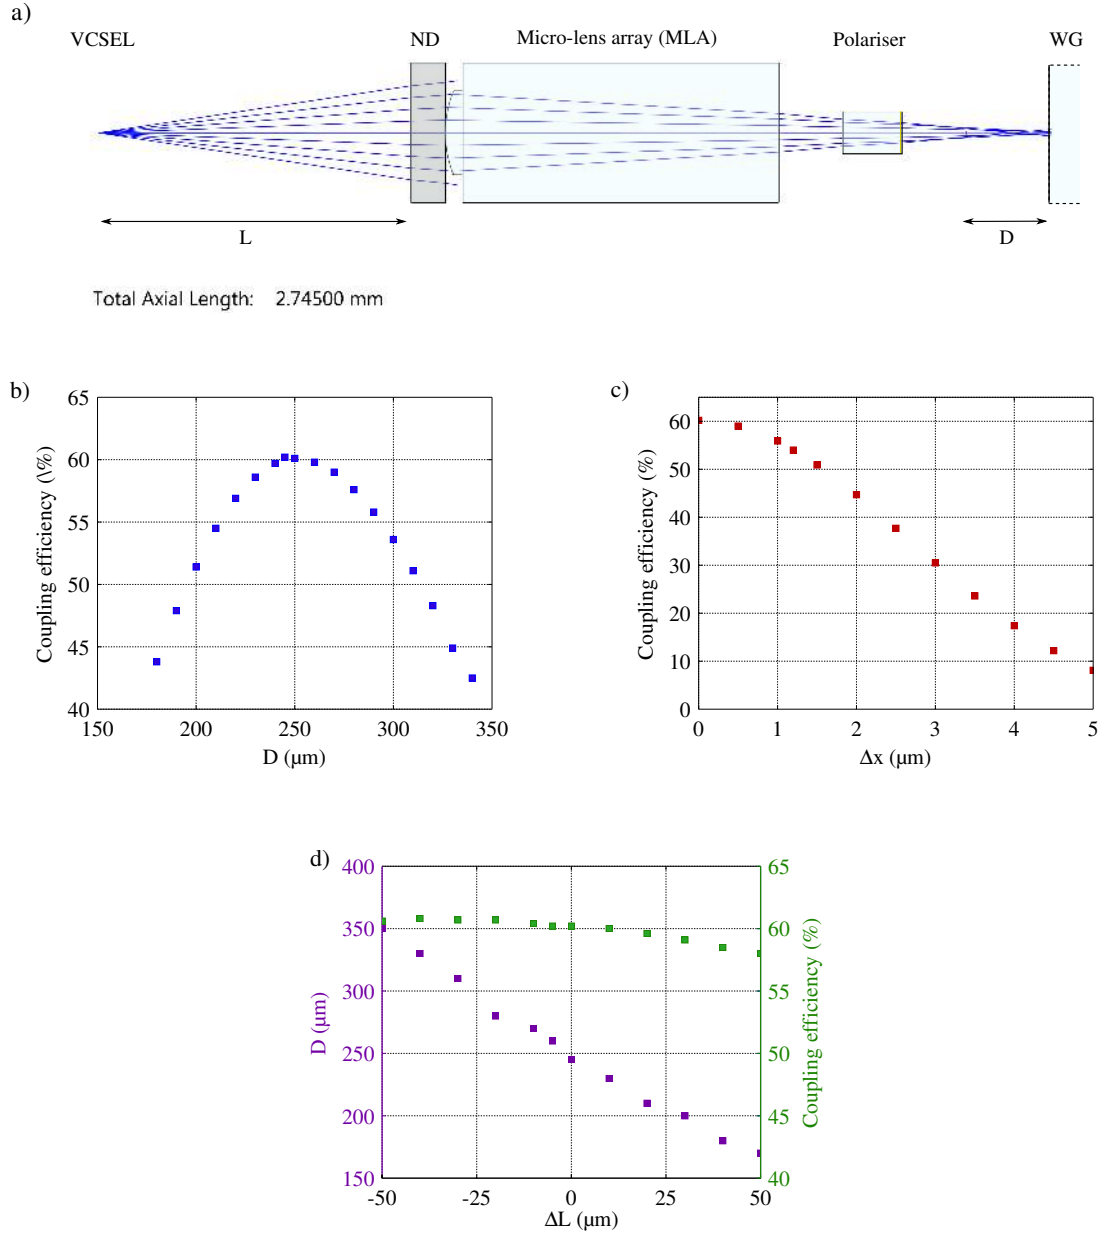 a)
VCSEL ND Micro-lens array (MLA) Polariser WG
L D
Total Axial Length: 2.74500 mm
b)
65
60
55
50
45
40
150 200 250 300 350
Coupling efficiency (\%)
D (μm)
c)
60
50
40
30
20
10
0
0 1 2 3 4 5
Coupling efficiency (%)
Δx (μm)
d)
400
350
300
250
200
150
D (μm)
65
60
55
50
45
40
Coupling efficiency (%)
-50 -25 0 25 50
ΔL (μm)